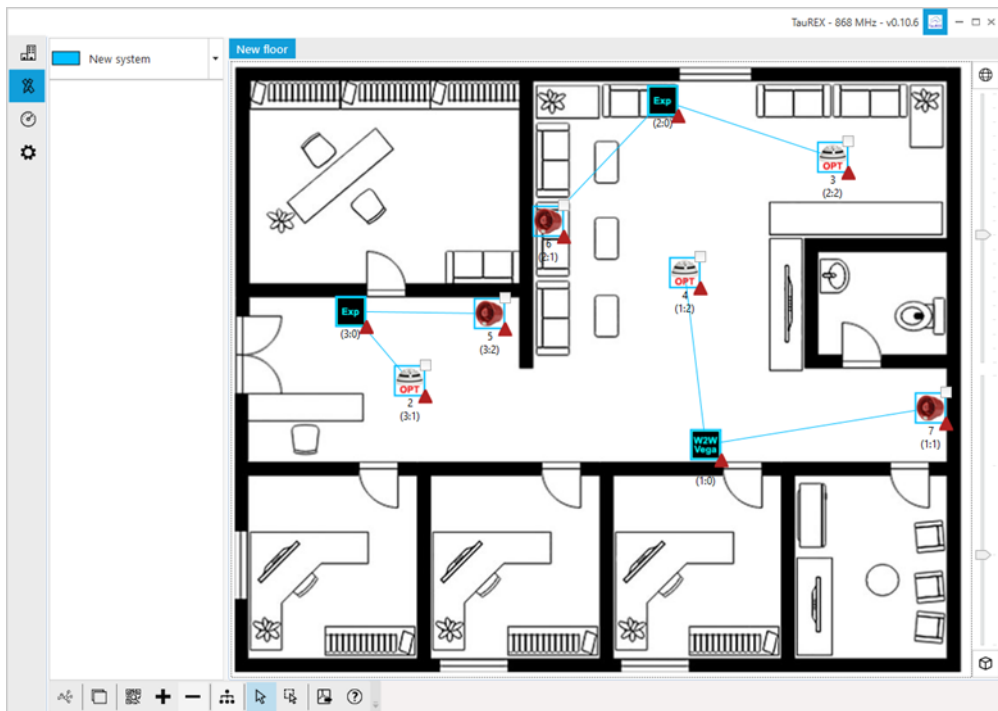 TauREX - 868 MHz - v0.10.6
New system
New floor
Exp
(2:0)
OPT
3
(2:2)
6
(2:1)
OPT
4
(1:2)
Exp
(3:0)
5
(3:2)
OPT
2
(3:1)
7
(1:1)
W2W
Vega
(1:0)